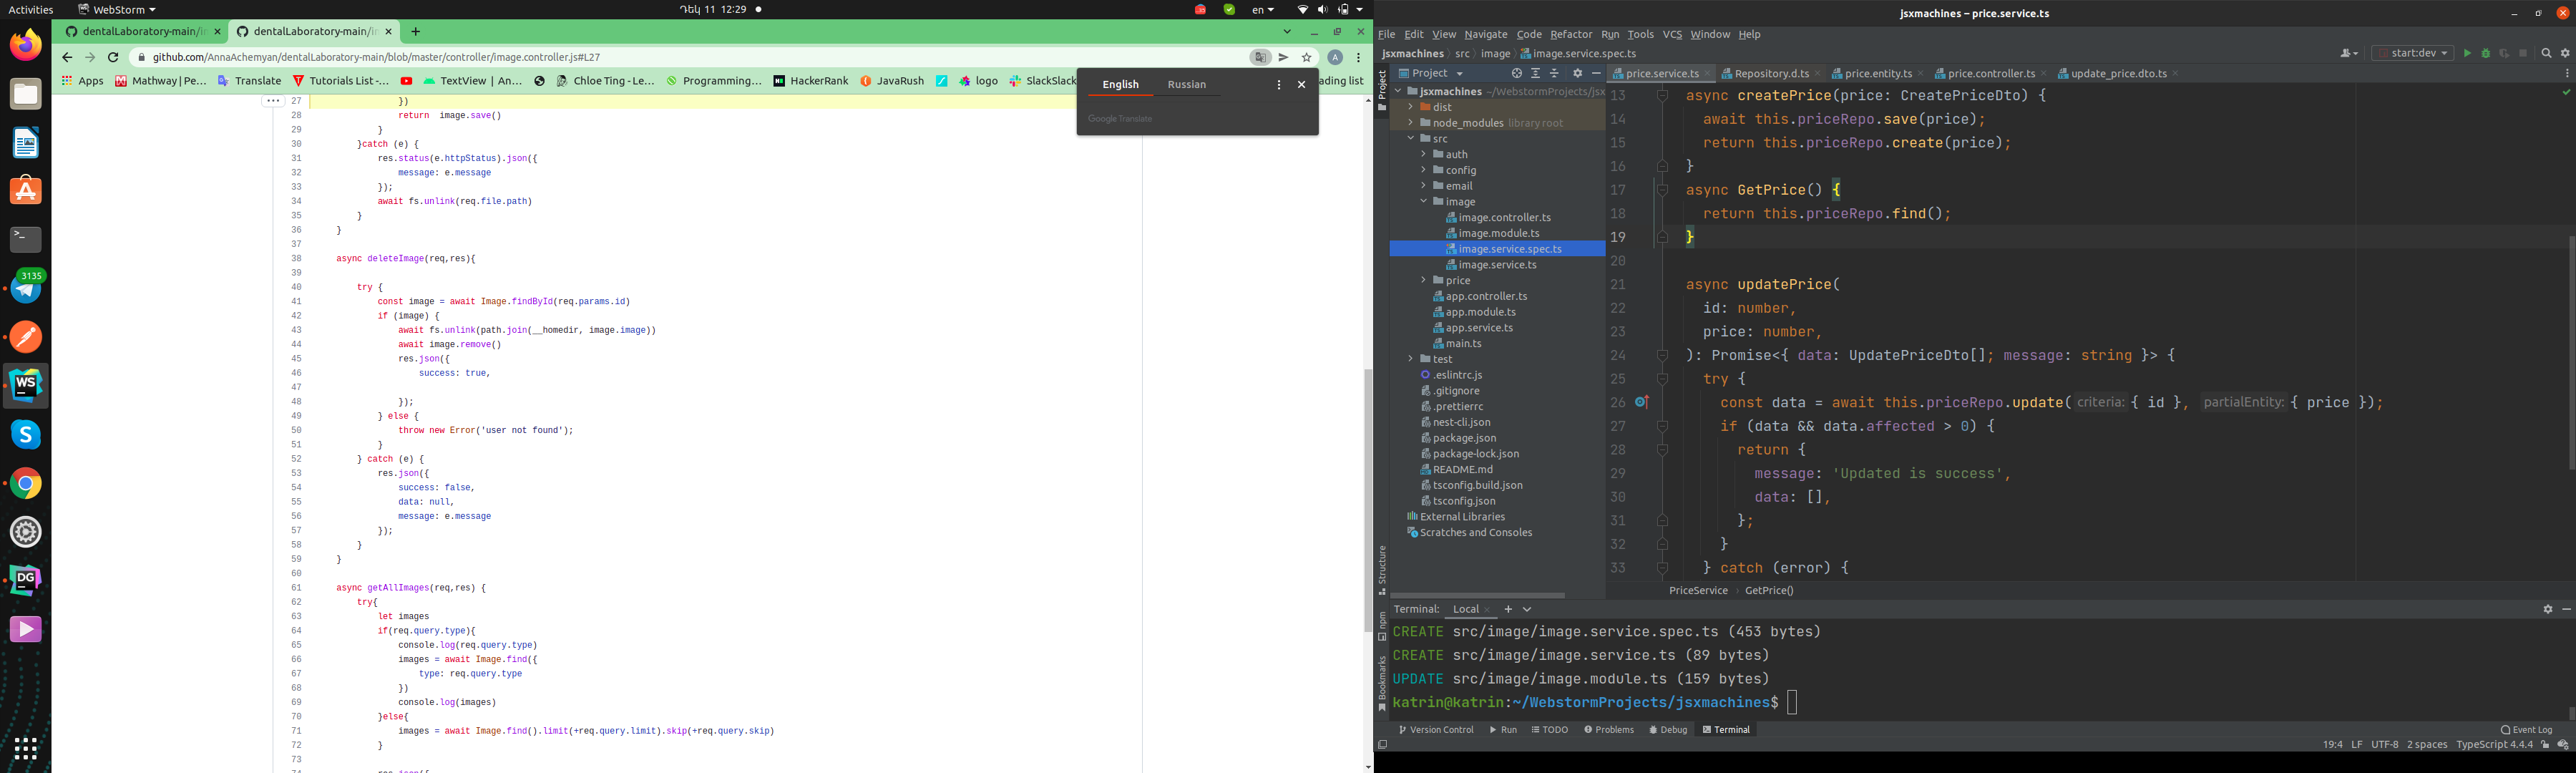 Activities
WebStorm
Դեկ 11 12:29
en
dentalLaboratory-main/i
dentalLaboratory-main/i
github.com/AnnaAchemyan/dentalLaboratory-main/blob/master/controller/image.controller.js#L27
A
Apps
Mathway | Pe…
Translate
Tutorials List -…
TextView | An…
Chloe Ting - Le…
Programming…
HackerRank
JavaRush
logo
SlackSlack
ading list
English
Russian
Google Translate
3135
27 })
28 return image.save()
29 }
30 }catch (e) {
31 res.status(e.httpStatus).json({
32 message: e.message
33 });
34 await fs.unlink(req.file.path)
35 }
36 }
37
38 async deleteImage(req,res){
39
40 try {
41 const image = await Image.findById(req.params.id)
42 if (image) {
43 await fs.unlink(path.join(__homedir, image.image))
44 await image.remove()
45 res.json({
46 success: true,
47
48 });
49 } else {
50 throw new Error('user not found');
51 }
52 } catch (e) {
53 res.json({
54 success: false,
55 data: null,
56 message: e.message
57 });
58 }
59 }
60
61 async getAllImages(req,res) {
62 try{
63 let images
64 if(req.query.type){
65 console.log(req.query.type)
66 images = await Image.find({
67 type: req.query.type
68 })
69 console.log(images)
70 }else{
71 images = await Image.find().limit(+req.query.limit).skip(+req.query.skip)
72 }
73
jsxmachines – price.service.ts
File Edit View Navigate Code Refactor Run Tools VCS Window Help
jsxmachines src image image.service.spec.ts
start:dev
Project
Project
price.service.ts
Repository.d.ts
price.entity.ts
price.controller.ts
update_price.dto.ts
jsxmachines ~/WebstormProjects/jsx
dist
node_modules library root
src
auth
config
email
image
image.controller.ts
image.module.ts
image.service.spec.ts
image.service.ts
price
app.controller.ts
app.module.ts
app.service.ts
main.ts
test
.eslintrc.js
.gitignore
.prettierrc
nest-cli.json
package.json
package-lock.json
README.md
tsconfig.build.json
tsconfig.json
External Libraries
Scratches and Consoles
13 async createPrice(price: CreatePriceDto) {
14 await this.priceRepo.save(price);
15 return this.priceRepo.create(price);
16 }
17 async GetPrice() {
18 return this.priceRepo.find();
19 }
20
21 async updatePrice(
22 id: number,
23 price: number,
24 ): Promise<{ data: UpdatePriceDto[]; message: string }> {
25 try {
26 const data = await this.priceRepo.update( criteria: { id }, partialEntity: { price });
27 if (data && data.affected > 0) {
28 return {
29 message: 'Updated is success',
30 data: [],
31 };
32 }
33 } catch (error) {
PriceService GetPrice()
Structure
npm
Bookmarks
Terminal: Local
CREATE src/image/image.service.spec.ts (453 bytes)
CREATE src/image/image.service.ts (89 bytes)
UPDATE src/image/image.module.ts (159 bytes)
katrin@katrin:~/WebstormProjects/jsxmachines$
Version Control Run TODO Problems Debug Terminal
Event Log
19:4 LF UTF-8 2 spaces TypeScript 4.4.4